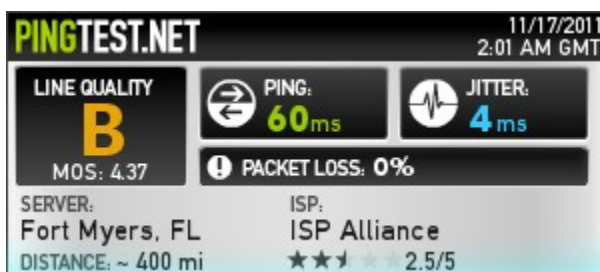 PINGTEST.NET
11/17/2011
2:01 AM GMT
LINE QUALITY
B
MOS: 4.37
PING:
60ms
JITTER:
4ms
PACKET LOSS: 0%
SERVER:
Fort Myers, FL
DISTANCE: ~ 400 mi
ISP:
ISP Alliance
2.5/5